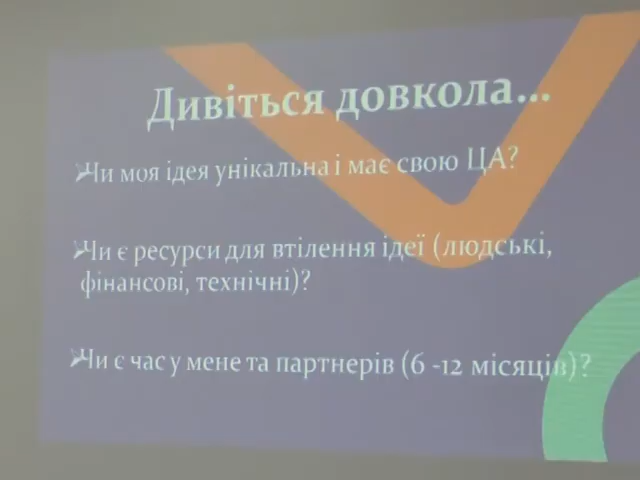 Дивіться довкола...
Чи моя ідея унікальна і має свою ЦА?
Чи є ресурси для втілення ідеї (людські,
фінансові, технічні)?
Чи є час у мене та партнерів (6 -12 місяців)?